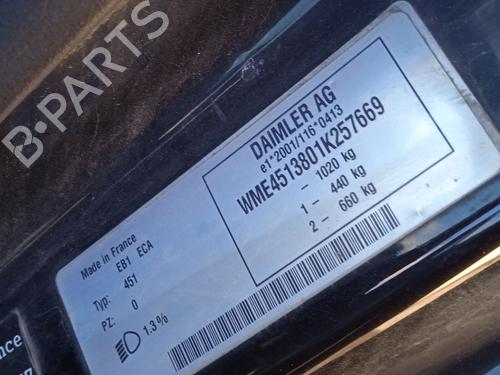 B-PARTS
DAIMLER AG
e1*2001/116*0413
WME4513801K257669
- 1020 kg
1 - 440 kg
2 - 660 kg
Made in France
EB1 ECA
Typ: 451
PZ: 0
1.3%